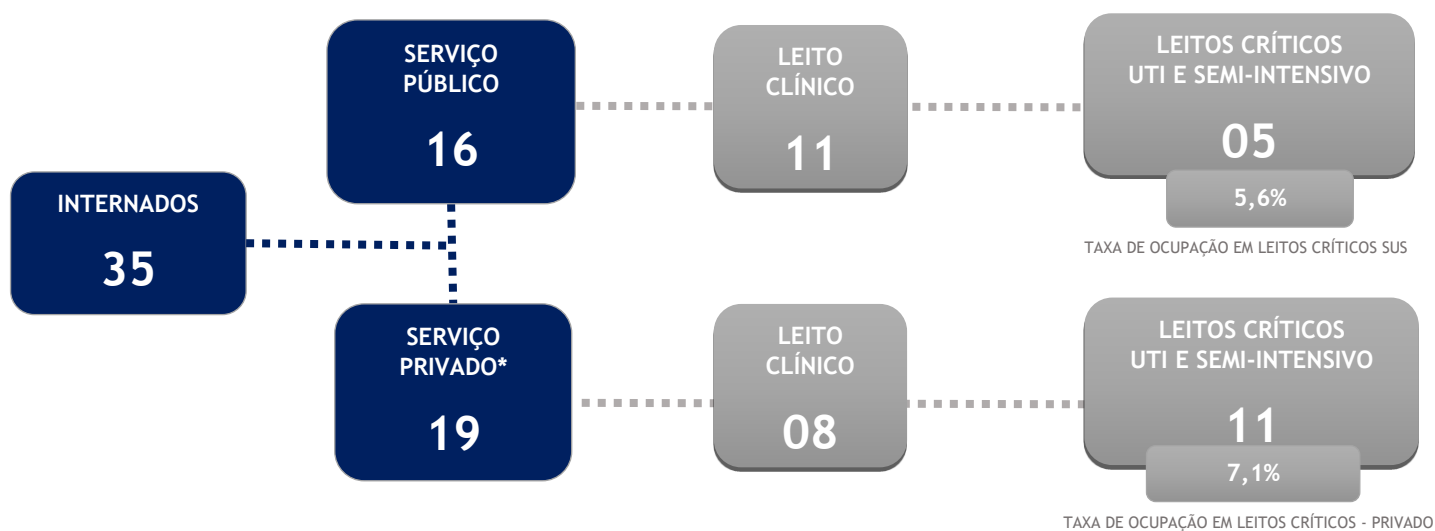 INTERNADOS
35
SERVIÇO
PÚBLICO
16
LEITO
CLÍNICO
11
LEITOS CRÍTICOS
UTI E SEMI-INTENSIVO
05
5,6%
TAXA DE OCUPAÇÃO EM LEITOS CRÍTICOS SUS
SERVIÇO
PRIVADO*
19
LEITO
CLÍNICO
08
LEITOS CRÍTICOS
UTI E SEMI-INTENSIVO
11
7,1%
TAXA DE OCUPAÇÃO EM LEITOS CRÍTICOS - PRIVADO